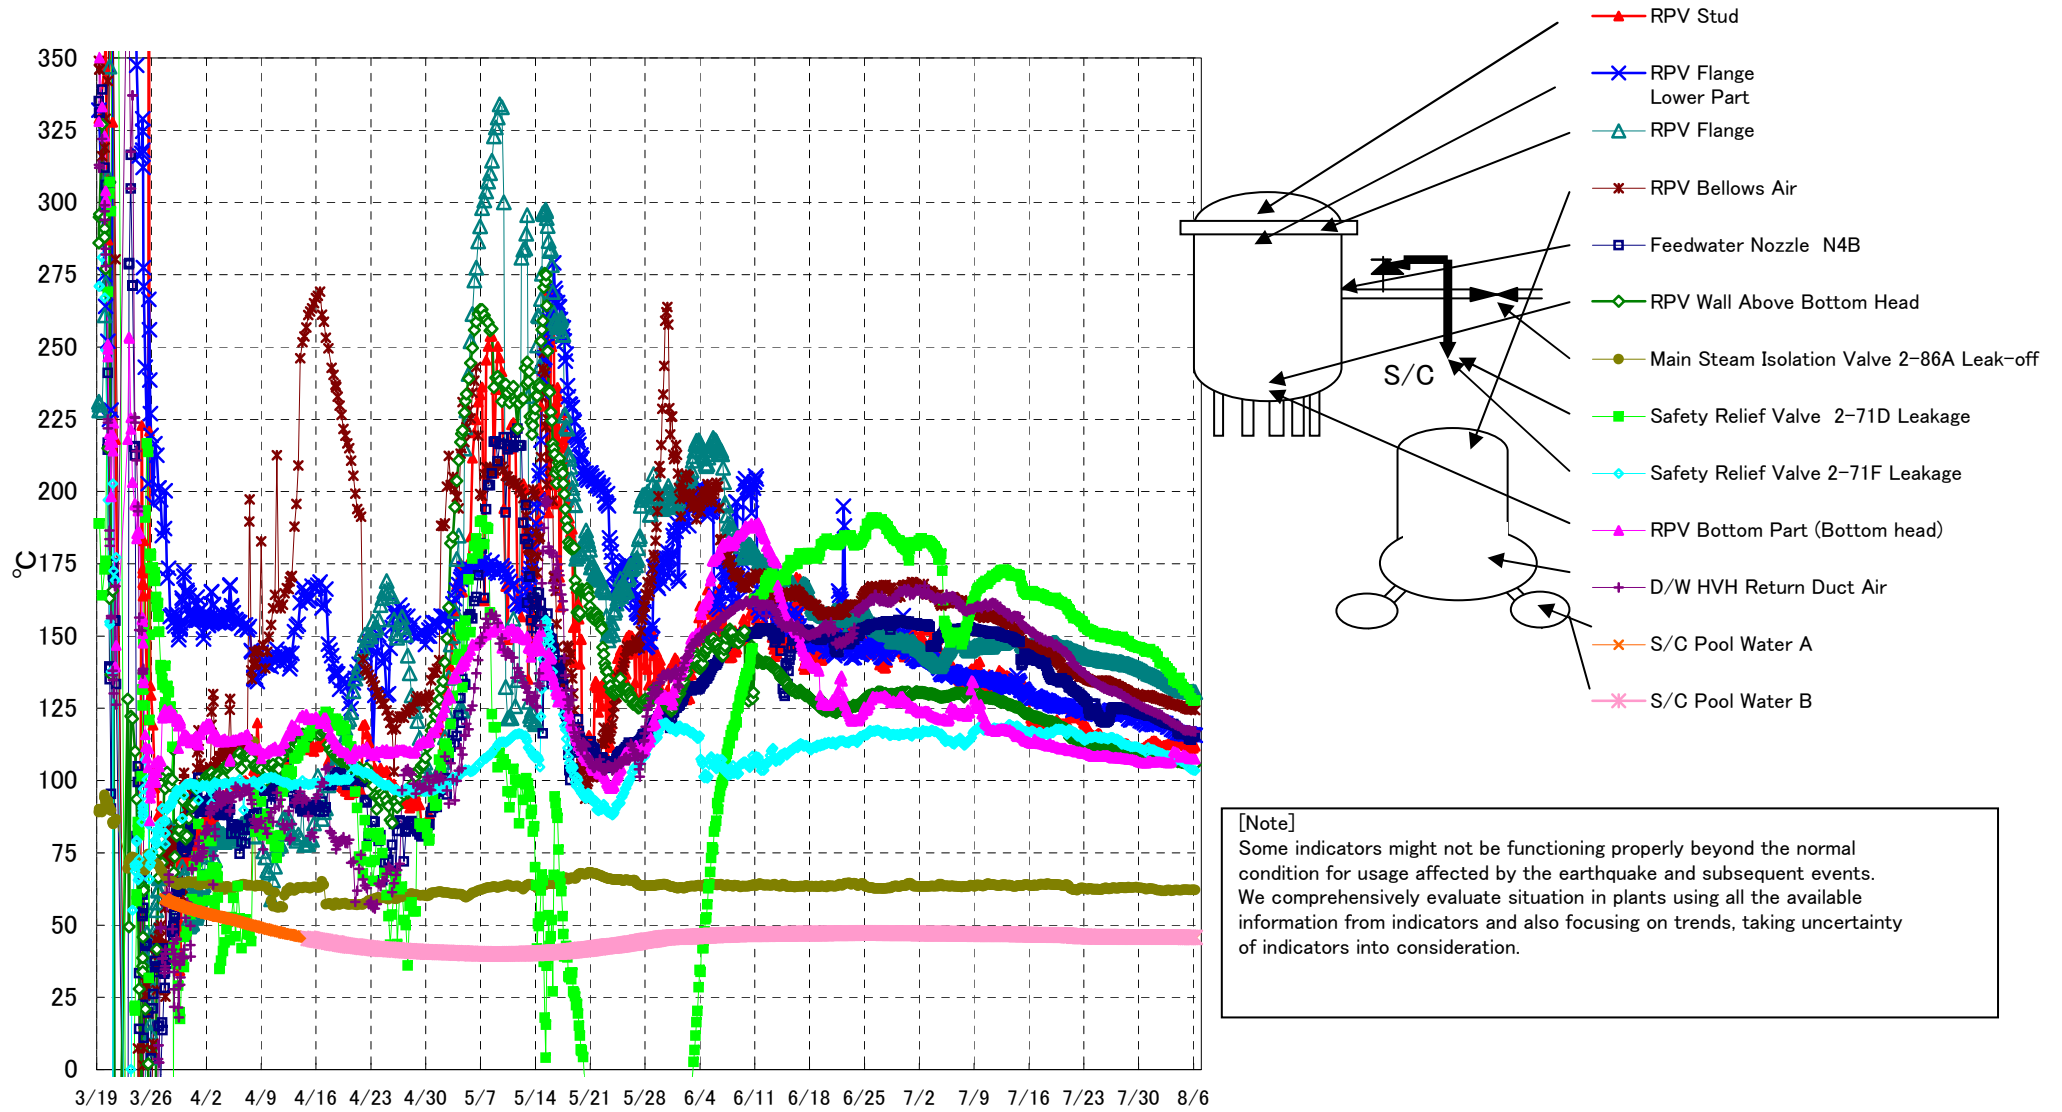 350
325
300
275
250
225
200
175
150
125
100
75
50
25
0
℃
3/19 3/26 4/2 4/9 4/16 4/23 4/30 5/7 5/14 5/21 5/28 6/4 6/11 6/18 6/25 7/2 7/9 7/16 7/23 7/30 8/6
RPV Stud
RPV Flange
Lower Part
RPV Flange
RPV Bellows Air
Feedwater Nozzle N4B
RPV Wall Above Bottom Head
Main Steam Isolation Valve 2-86A Leak-off
Safety Relief Valve 2-71D Leakage
Safety Relief Valve 2-71F Leakage
RPV Bottom Part (Bottom head)
D/W HVH Return Duct Air
S/C Pool Water A
S/C Pool Water B
S/C
[Note]
Some indicators might not be functioning properly beyond the normal
condition for usage affected by the earthquake and subsequent events.
We comprehensively evaluate situation in plants using all the available
information from indicators and also focusing on trends, taking uncertainty
of indicators into consideration.